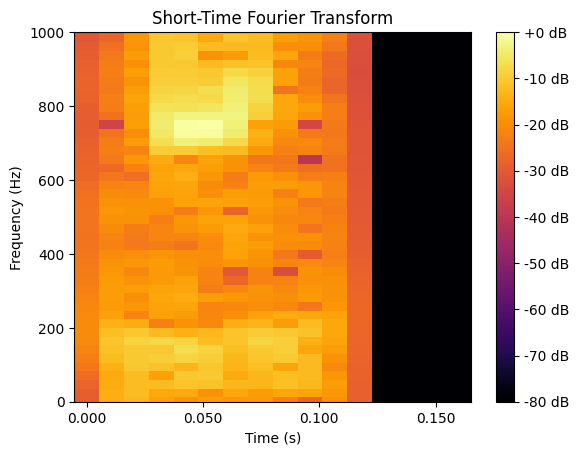 Short-Time Fourier Transform
1000
800
600
400
200
0
Frequency (Hz)
0.000
0.050
0.100
0.150
Time (s)
+0 dB
-10 dB
-20 dB
-30 dB
-40 dB
-50 dB
-60 dB
-70 dB
-80 dB